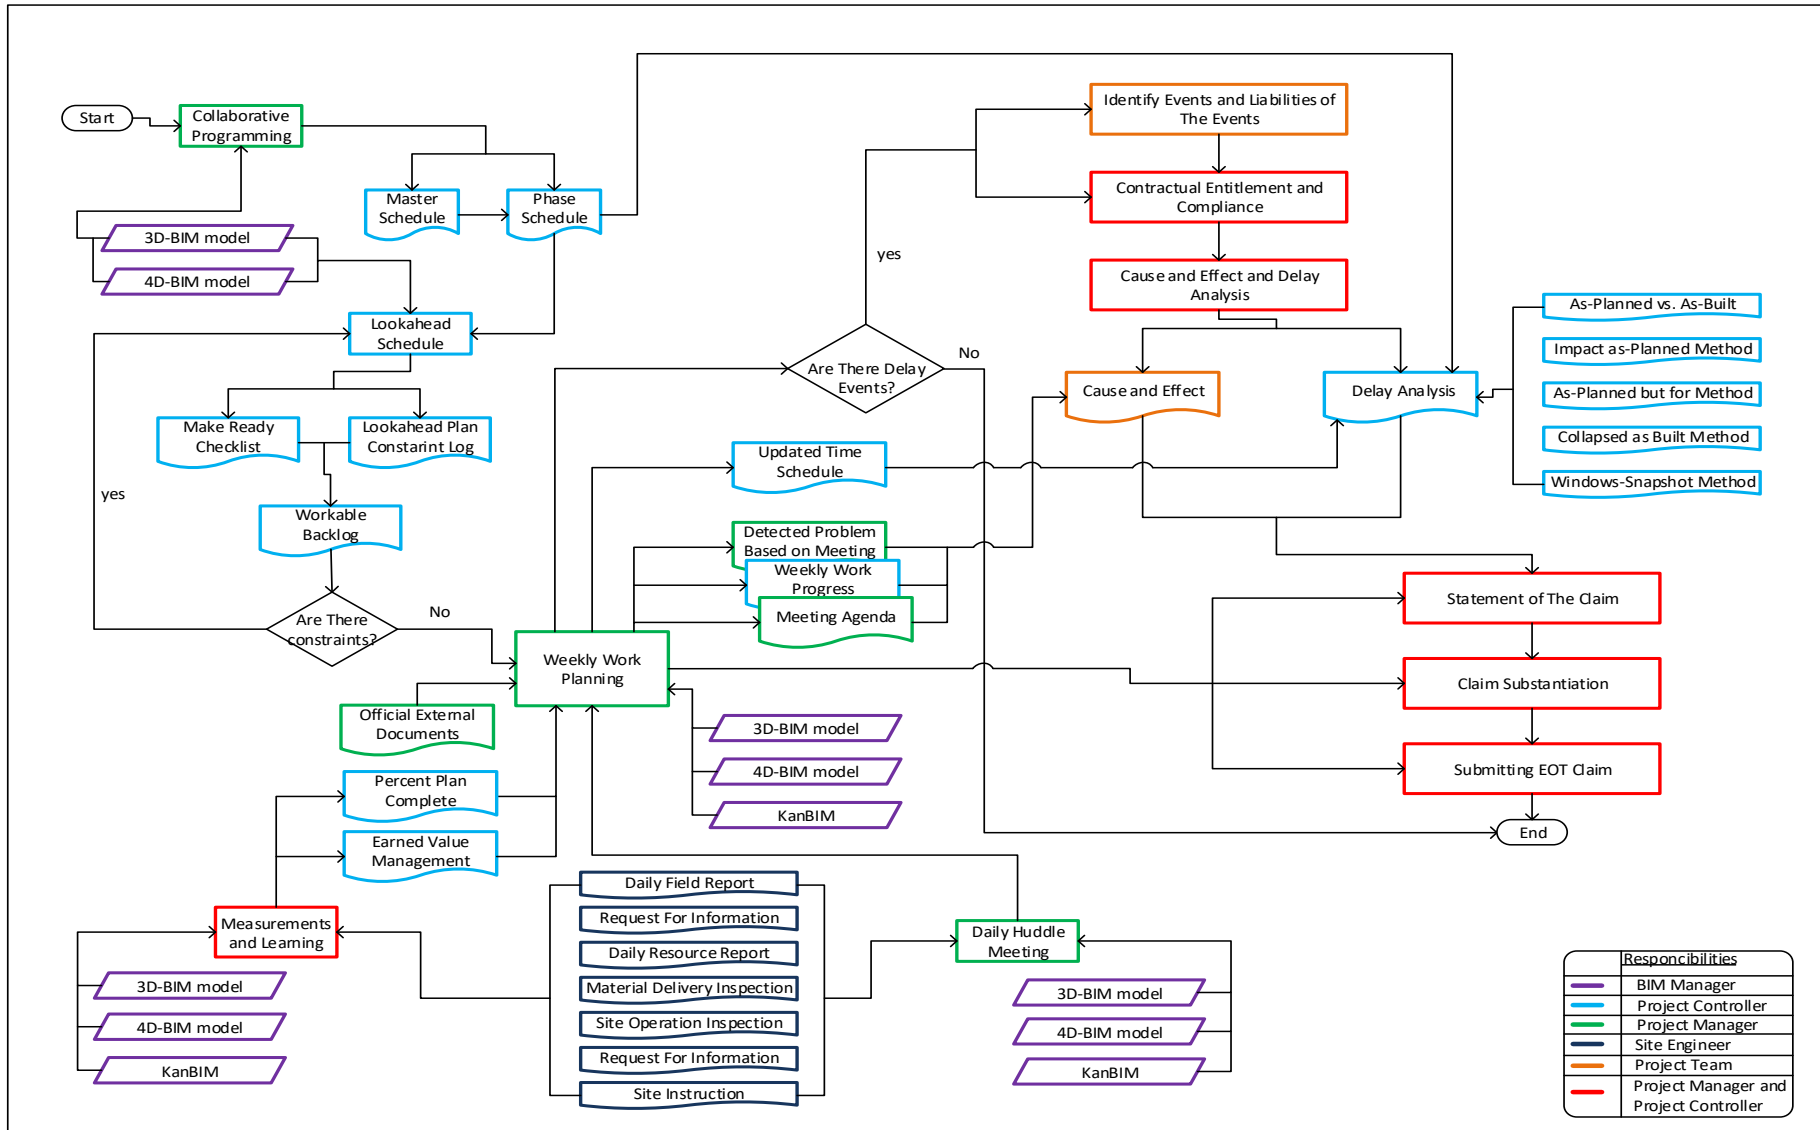 Start
Collaborative
Programming
Master
Schedule
Phase
Schedule
3D-BIM model
4D-BIM model
Lookahead
Schedule
Make Ready
Checklist
Lookahead Plan
Constarint Log
yes
Workable
Backlog
Are There
constraints?
No
Identify Events and Liabilities of
The Events
Contractual Entitlement and
Compliance
yes
Cause and Effect and Delay
Analysis
Are There Delay
Events?
No
Cause and Effect
Delay Analysis
As-Planned vs. As-Built
Impact as-Planned Method
As-Planned but for Method
Collapsed as Built Method
Windows-Snapshot Method
Updated Time
Schedule
Detected Problem
Based on Meeting
Weekly Work
Progress
Meeting Agenda
Weekly Work
Planning
Statement of The Claim
Claim Substantiation
Submitting EOT Claim
End
Official External
Documents
3D-BIM model
4D-BIM model
KanBIM
Percent Plan
Complete
Earned Value
Management
Measurements
and Learning
3D-BIM model
4D-BIM model
KanBIM
Daily Field Report
Request For Information
Daily Resource Report
Material Delivery Inspection
Site Operation Inspection
Request For Information
Site Instruction
Daily Huddle
Meeting
3D-BIM model
4D-BIM model
KanBIM
Responcibilities
BIM Manager
Project Controller
Project Manager
Site Engineer
Project Team
Project Manager and
Project Controller